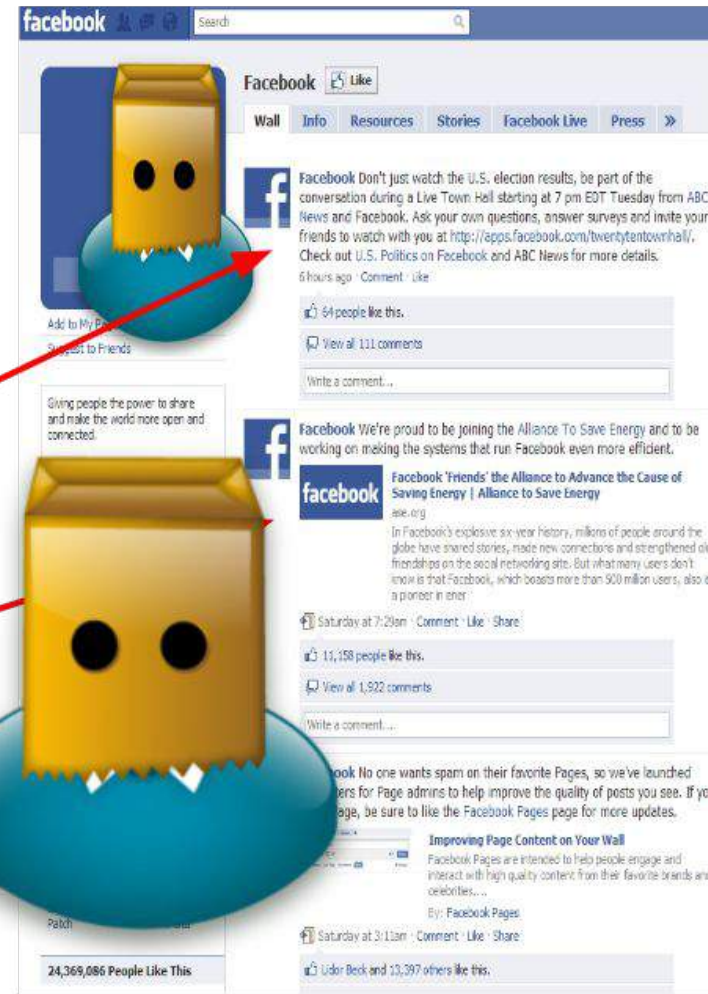 facebook
Search
Facebook Like
Wall Info Resources Stories Facebook Live Press »
Facebook Don't just watch the U.S. election results, be part of the
conversation during a Live Town Hall starting at 7 pm EDT Tuesday from ABC
News and Facebook. Ask your own questions, answer surveys and invite your
friends to watch with you at http://apps.facebook.com/twentytentownhall/.
Check out U.S. Politics on Facebook and ABC News for more details.
6 hours ago · Comment · Like
64 people like this.
View all 111 comments
Write a comment...
Add to My
Suggest to Friends
Giving people the power to share
and make the world more open and
connected.
Facebook We're proud to be joining the Alliance To Save Energy and to be
working on making the systems that run Facebook even more efficient.
facebook
Facebook 'Friends' the Alliance to Advance the Cause of
Saving Energy | Alliance to Save Energy
ase.org
In Facebook's explosive six-year history, millions of people around the
globe have shared stories, made new connections and strengthened ol
friendships on the social networking site. But what many users don't
know is that Facebook, which boasts more than 500 million users, also i
a pioneer in ener
Saturday at 7:29am · Comment · Like · Share
11,158 people like this.
View all 1,922 comments
Write a comment...
ook No one wants spam on their favorite Pages, so we've launched
ers for Page admins to help improve the quality of posts you see. If yo
age, be sure to like the Facebook Pages page for more updates.
Improving Page Content on Your Wall
Facebook Pages are intended to help people engage and
interact with high quality content from their favorite brands and
celebrities....
By: Facebook Pages
Saturday at 3:11am · Comment · Like · Share
Udor Beck and 13,397 others like this.
Patch
24,369,086 People Like This